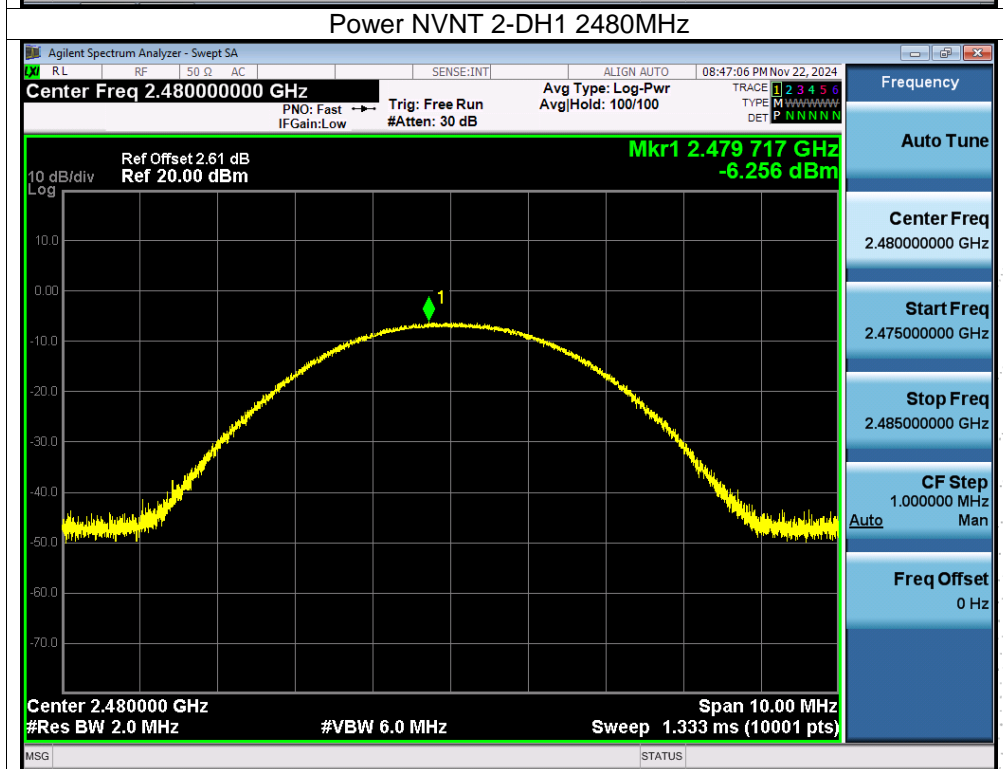 Power NVNT 2-DH1 2480MHz
Agilent Spectrum Analyzer - Swept SA
LXI RL RF 50 Ω AC SENSE:INT ALIGN AUTO 08:47:06 PM Nov 22, 2024
Center Freq 2.480000000 GHz
PNO: Fast
IFGain:Low
Trig: Free Run
#Atten: 30 dB
Avg Type: Log-Pwr
Avg|Hold: 100/100
TRACE 1 2 3 4 5 6
TYPE M WWWWW
DET P N N N N N
Mkr1 2.479 717 GHz
-6.256 dBm
Ref Offset 2.61 dB
10 dB/div Ref 20.00 dBm
Log
10.0
0.00
-10.0
-20.0
-30.0
-40.0
-50.0
-60.0
-70.0
1
Center 2.480000 GHz Span 10.00 MHz
#Res BW 2.0 MHz #VBW 6.0 MHz Sweep 1.333 ms (10001 pts)
MSG STATUS
Frequency
Auto Tune
Center Freq
2.480000000 GHz
Start Freq
2.475000000 GHz
Stop Freq
2.485000000 GHz
CF Step
1.000000 MHz
Auto Man
Freq Offset
0 Hz